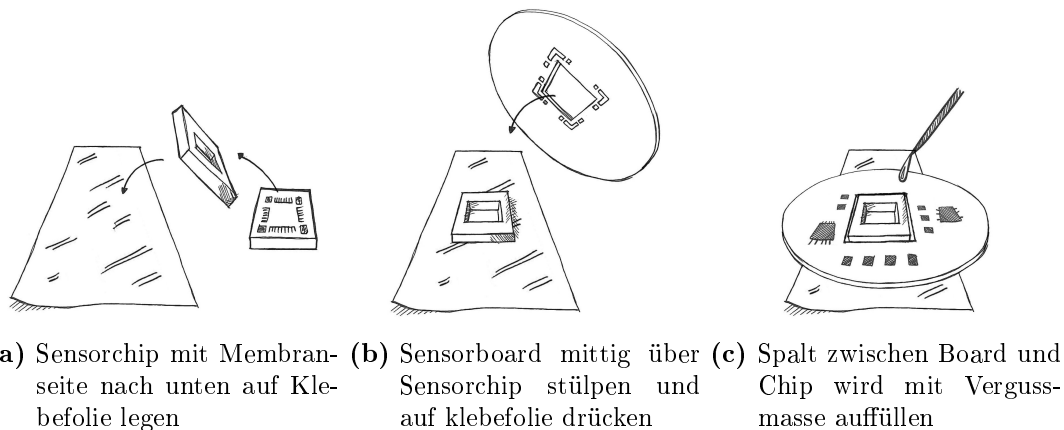 a) Sensorchip mit Membran-
seite nach unten auf Kle-
befolie legen
(b) Sensorboard mittig über
Sensorchip stülpen und
auf klebefolie drücken
(c) Spalt zwischen Board und
Chip wird mit Verguss-
masse auffüllen